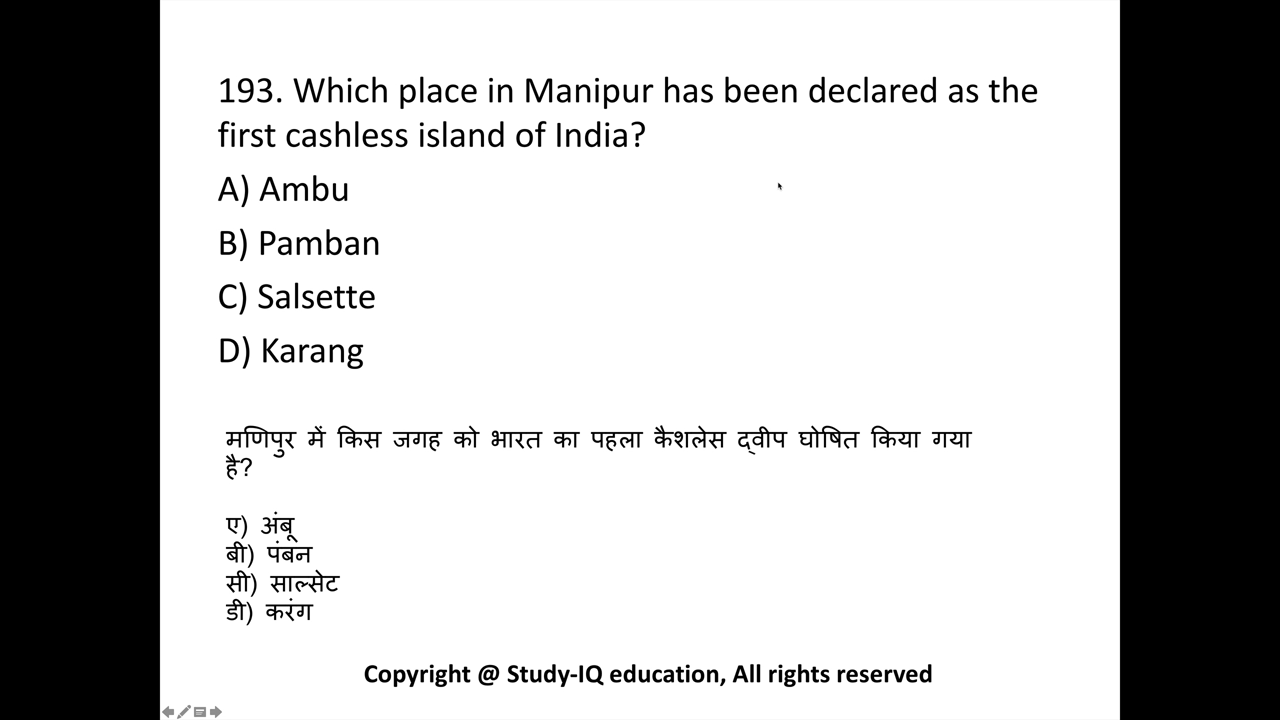 193. Which place in Manipur has been declared as the
first cashless island of India?
A) Ambu
B) Pamban
C) Salsette
D) Karang
मणिपुर में किस जगह को भारत का पहला कैशलेस द्वीप घोषित किया गया
है?
ए) अंबू
बी) पंबन
सी) साल्सेट
डी) करंग
Copyright @ Study-IQ education, All rights reserved